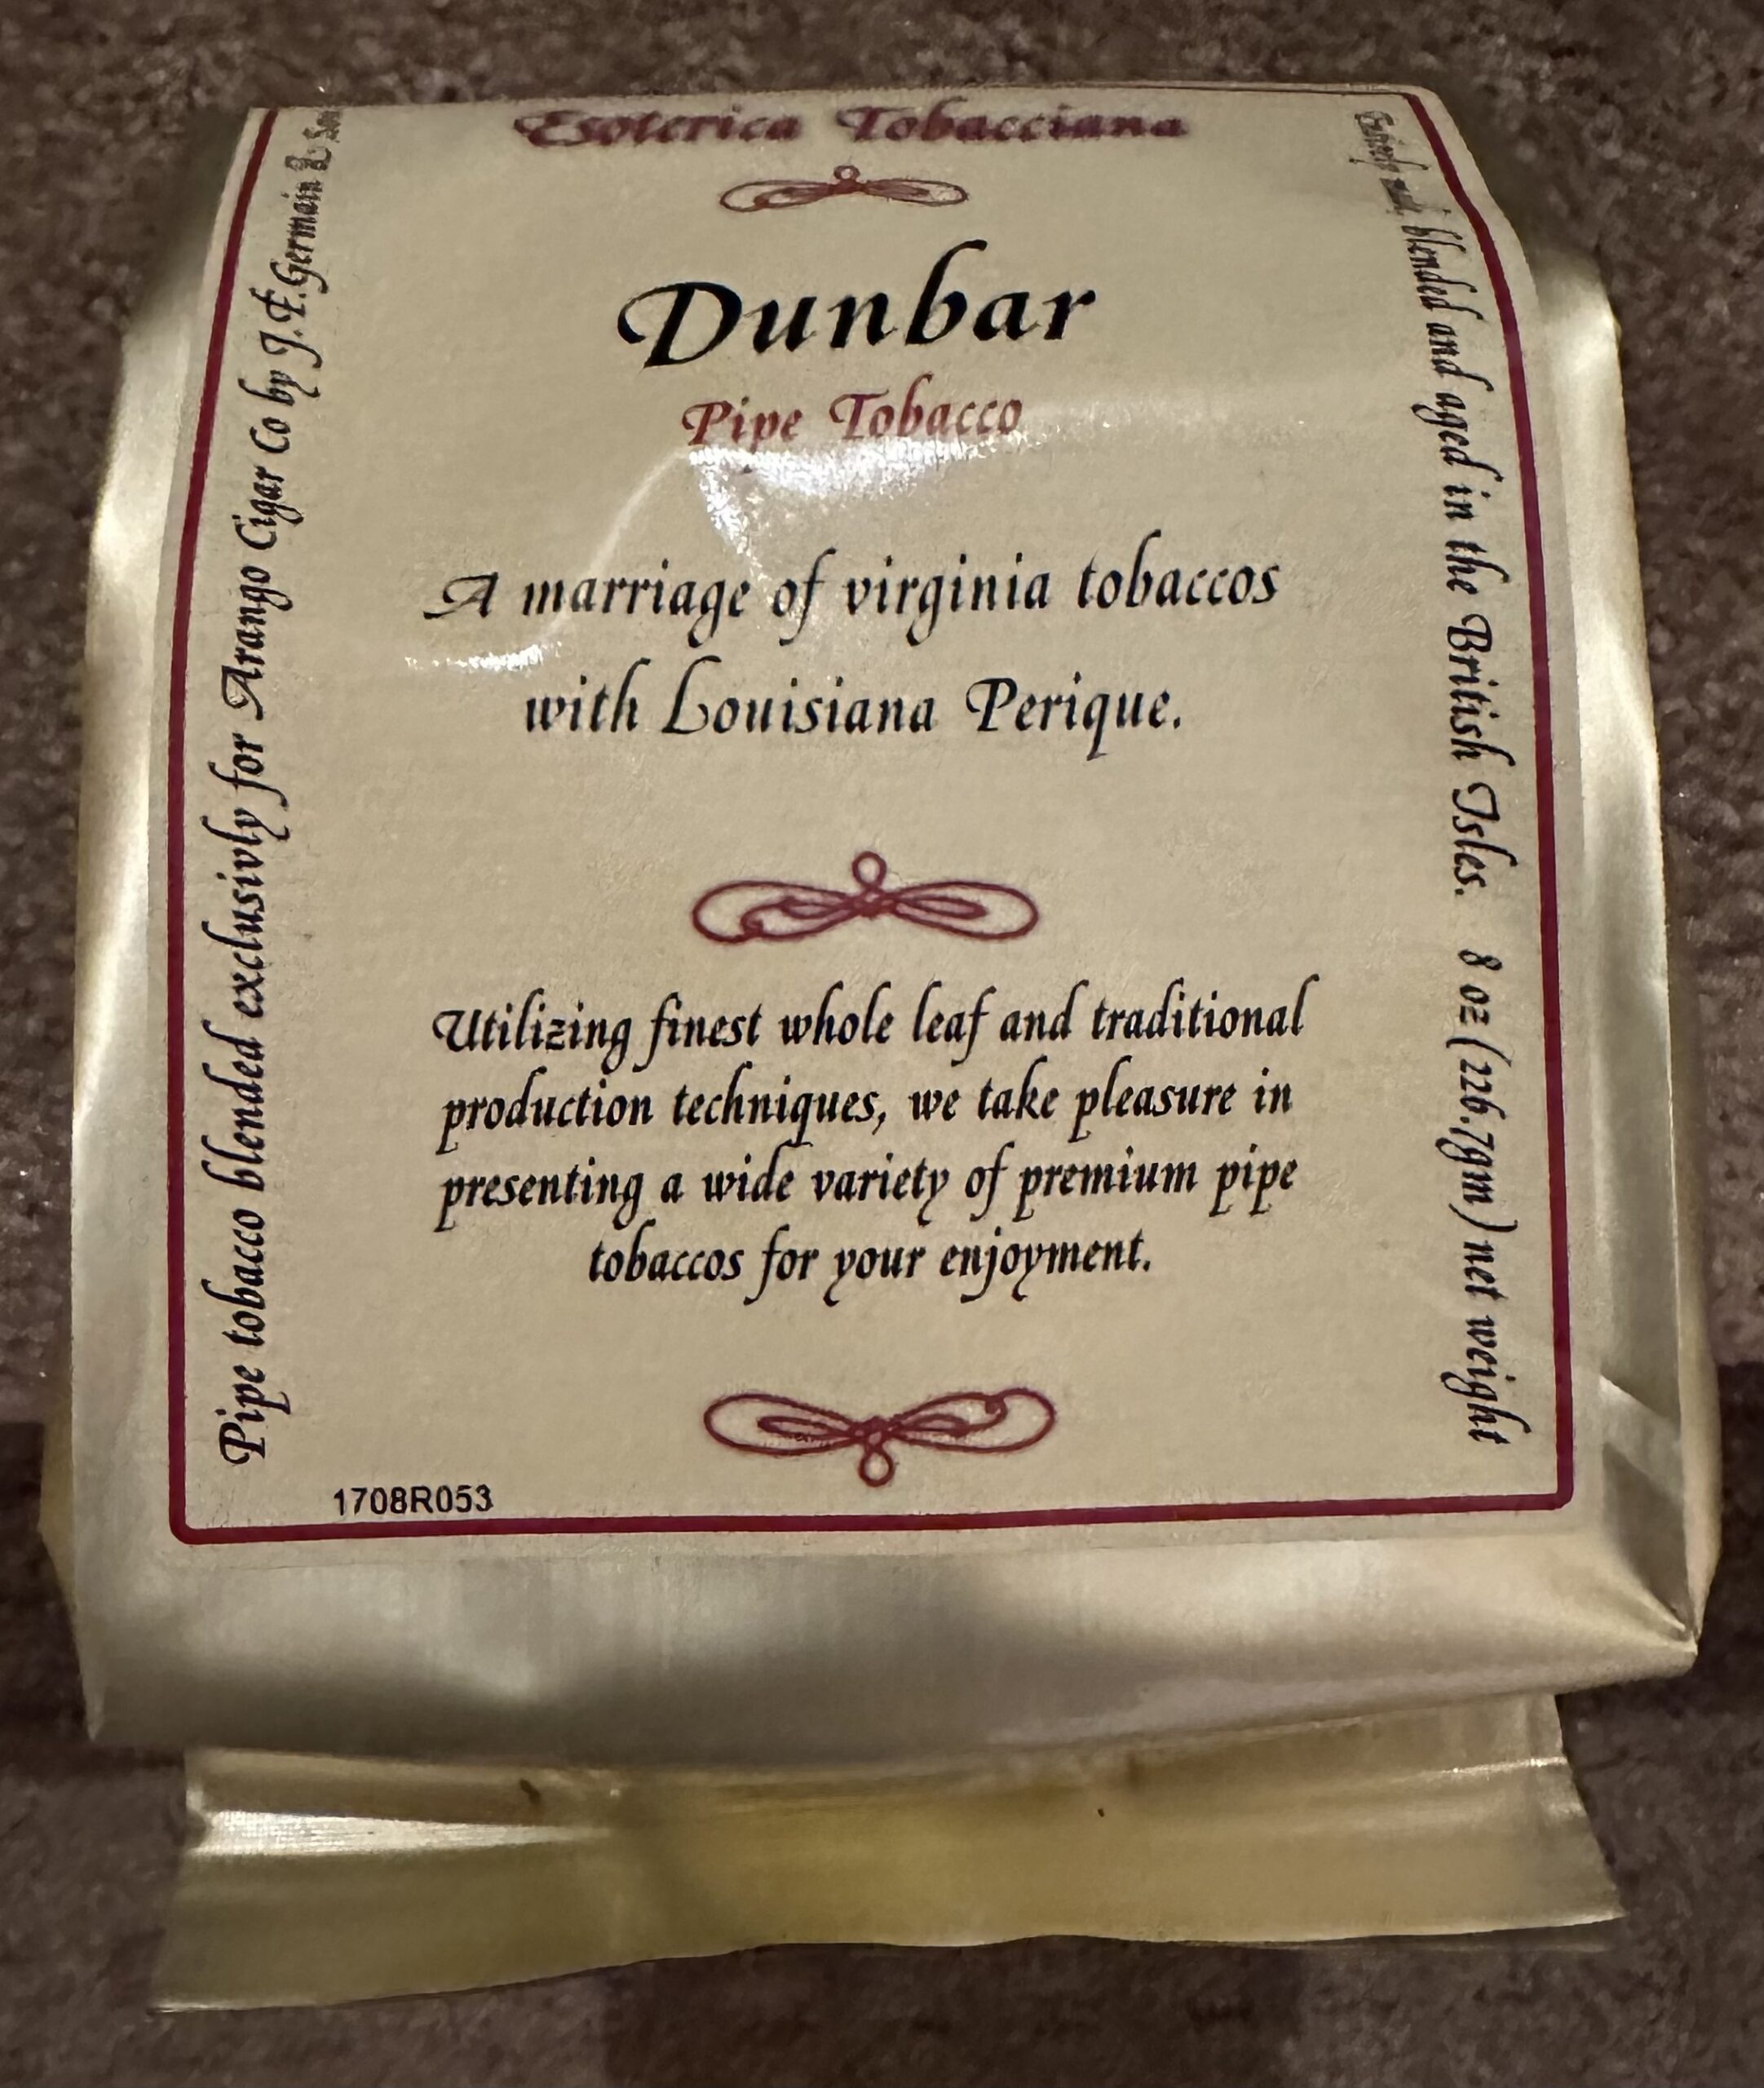 Esoterica Tobacciana
Dunbar
Pipe Tobacco
A marriage of virginia tobaccos
with Louisiana Perique.
Utilizing finest whole leaf and traditional
production techniques, we take pleasure in
presenting a wide variety of premium pipe
tobaccos for your enjoyment.
Pipe tobacco blended exclusivly for Arango Cigar Co by J.F.Germain &
blended and aged in the British Isles. 8 oz (226.7gm) net weight
1708R053